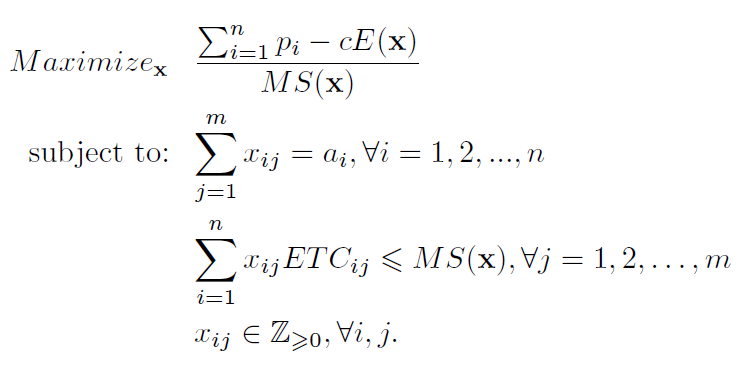 Maximize_x (∑_{i=1}^{n} p_i − cE(x)) / MS(x)
subject to: ∑_{j=1}^{m} x_{ij} = a_i, ∀i = 1, 2, ..., n
∑_{i=1}^{n} x_{ij}ETC_{ij} ⩽ MS(x), ∀j = 1, 2, . . . , m
x_{ij} ∈ ℤ_{⩾0}, ∀i, j.